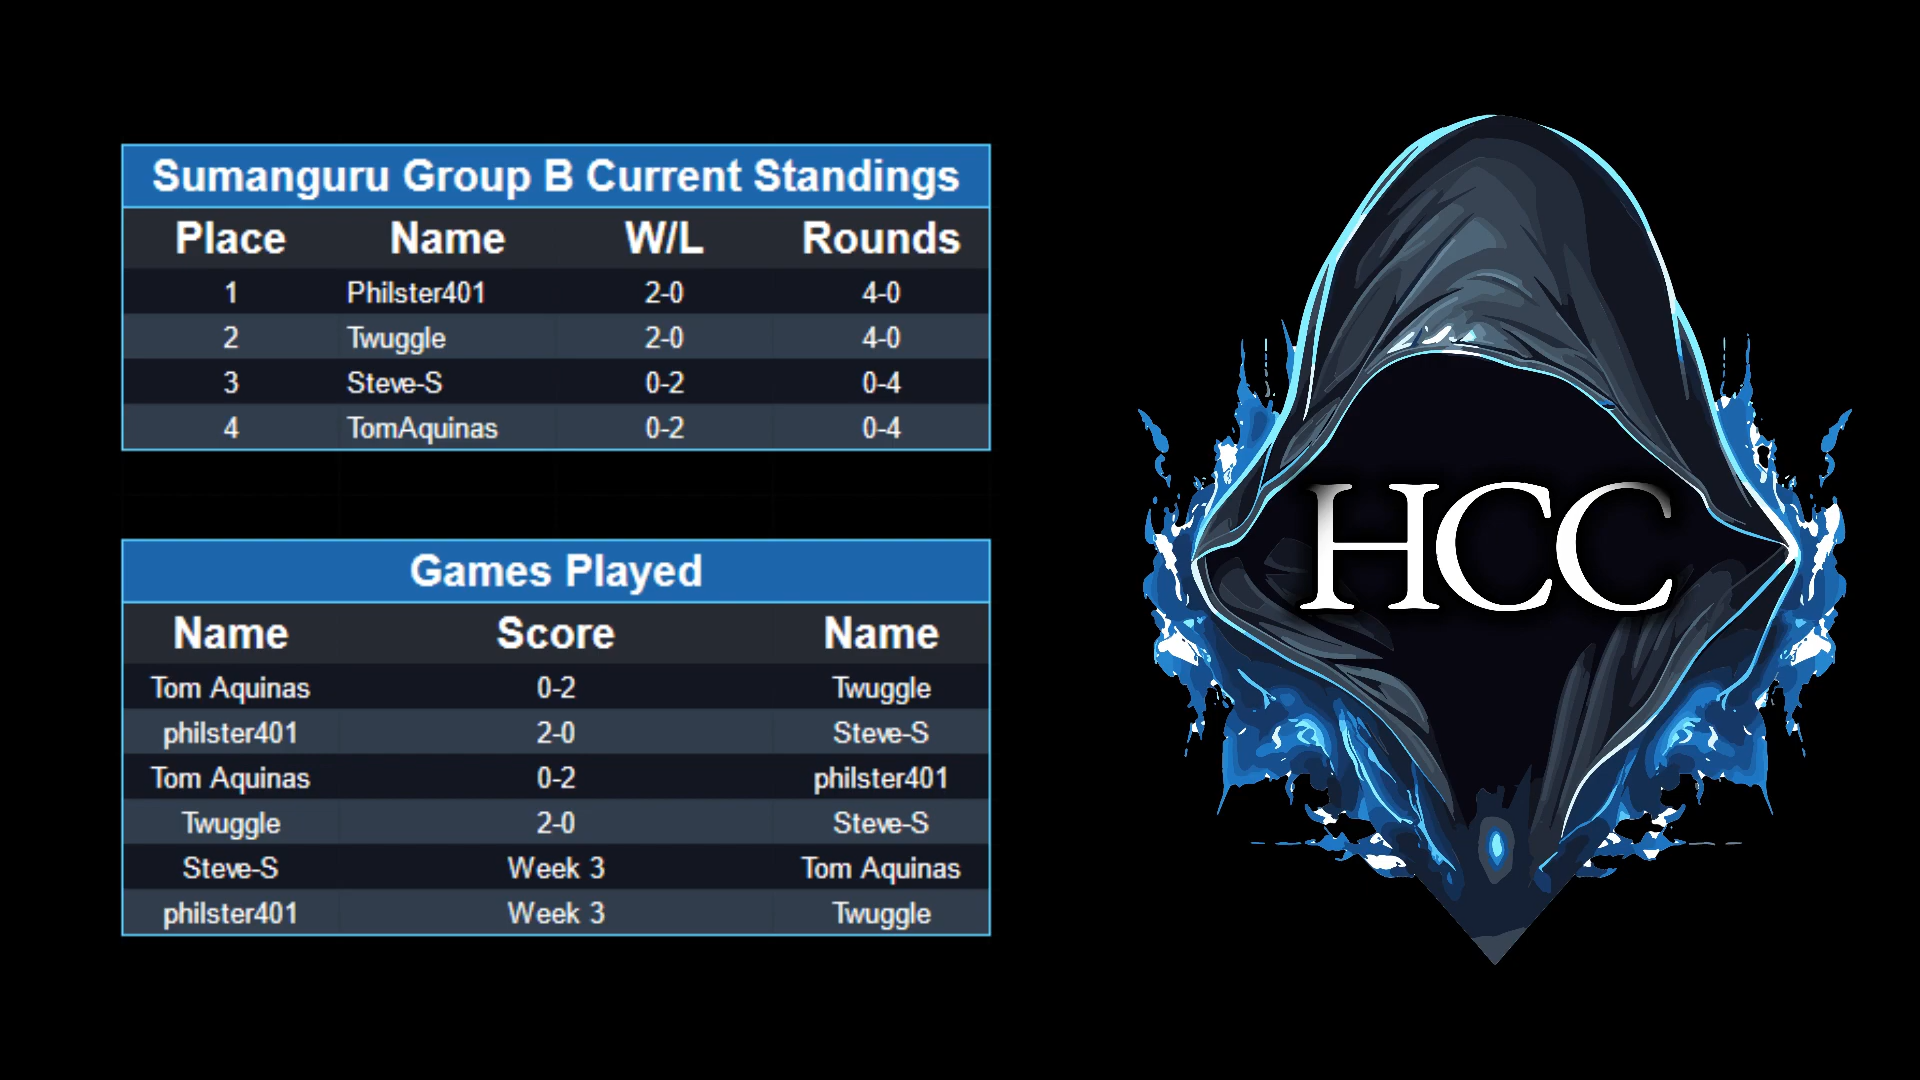 Sumanguru Group B Current Standings
Place Name W/L Rounds
1 Philster401 2-0 4-0
2 Twuggle 2-0 4-0
3 Steve-S 0-2 0-4
4 TomAquinas 0-2 0-4
Games Played
Name Score Name
Tom Aquinas 0-2 Twuggle
philster401 2-0 Steve-S
Tom Aquinas 0-2 philster401
Twuggle 2-0 Steve-S
Steve-S Week 3 Tom Aquinas
philster401 Week 3 Twuggle
HCC